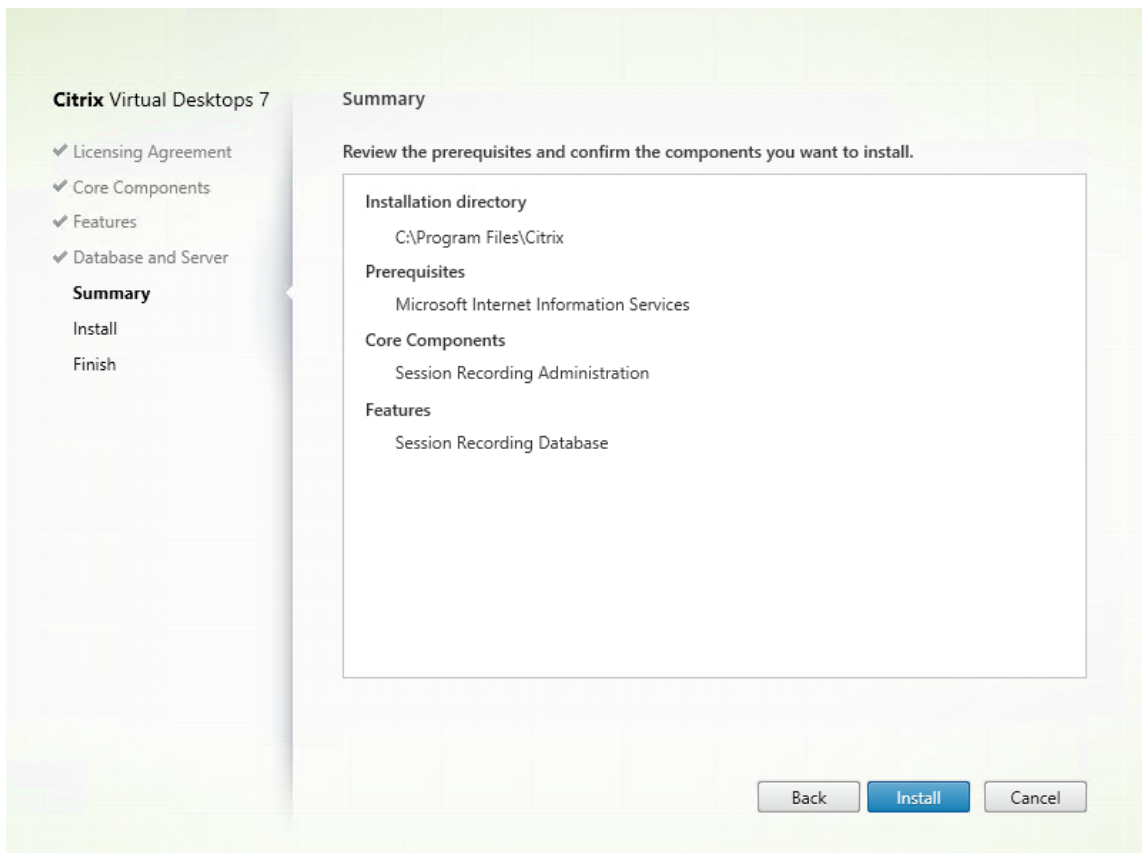 Citrix Virtual Desktops 7
Licensing Agreement
Core Components
Features
Database and Server
Summary
Install
Finish
Summary
Review the prerequisites and confirm the components you want to install.
Installation directory
C:\Program Files\Citrix
Prerequisites
Microsoft Internet Information Services
Core Components
Session Recording Administration
Features
Session Recording Database
Back
Install
Cancel